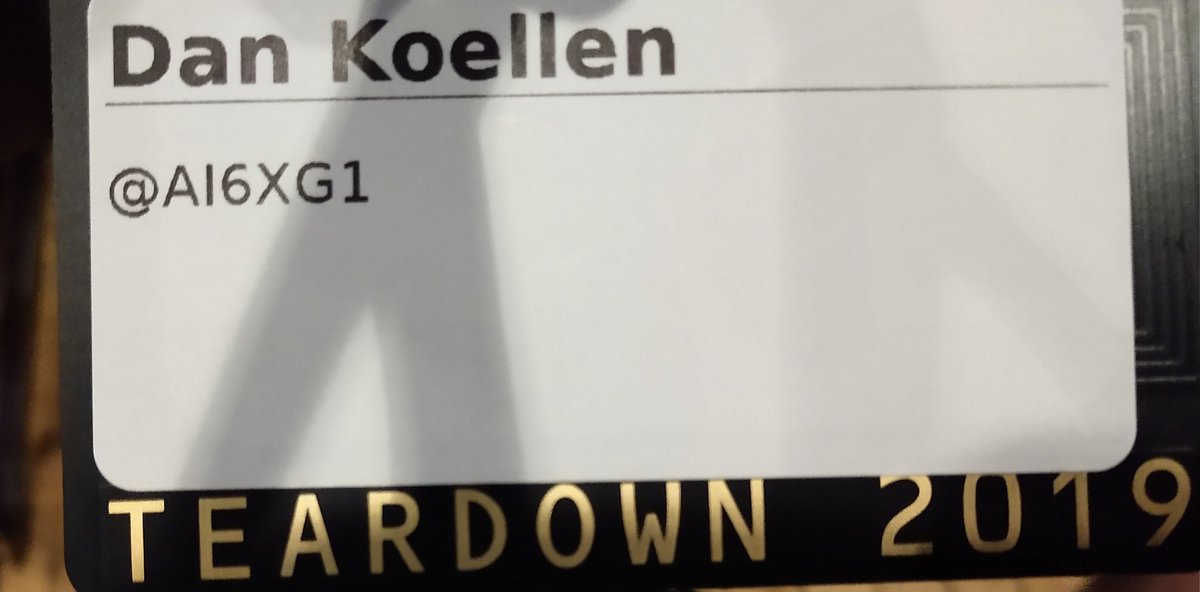 Dan Koellen
@AI6XG1
TEARDOWN 2019